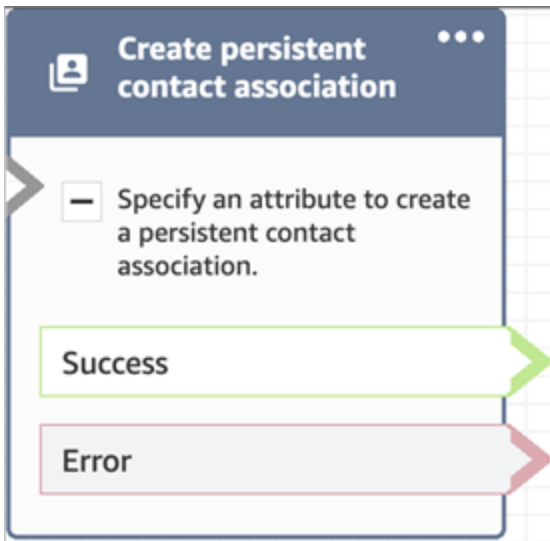 Create persistent
contact association
Specify an attribute to create
a persistent contact
association.
Success
Error